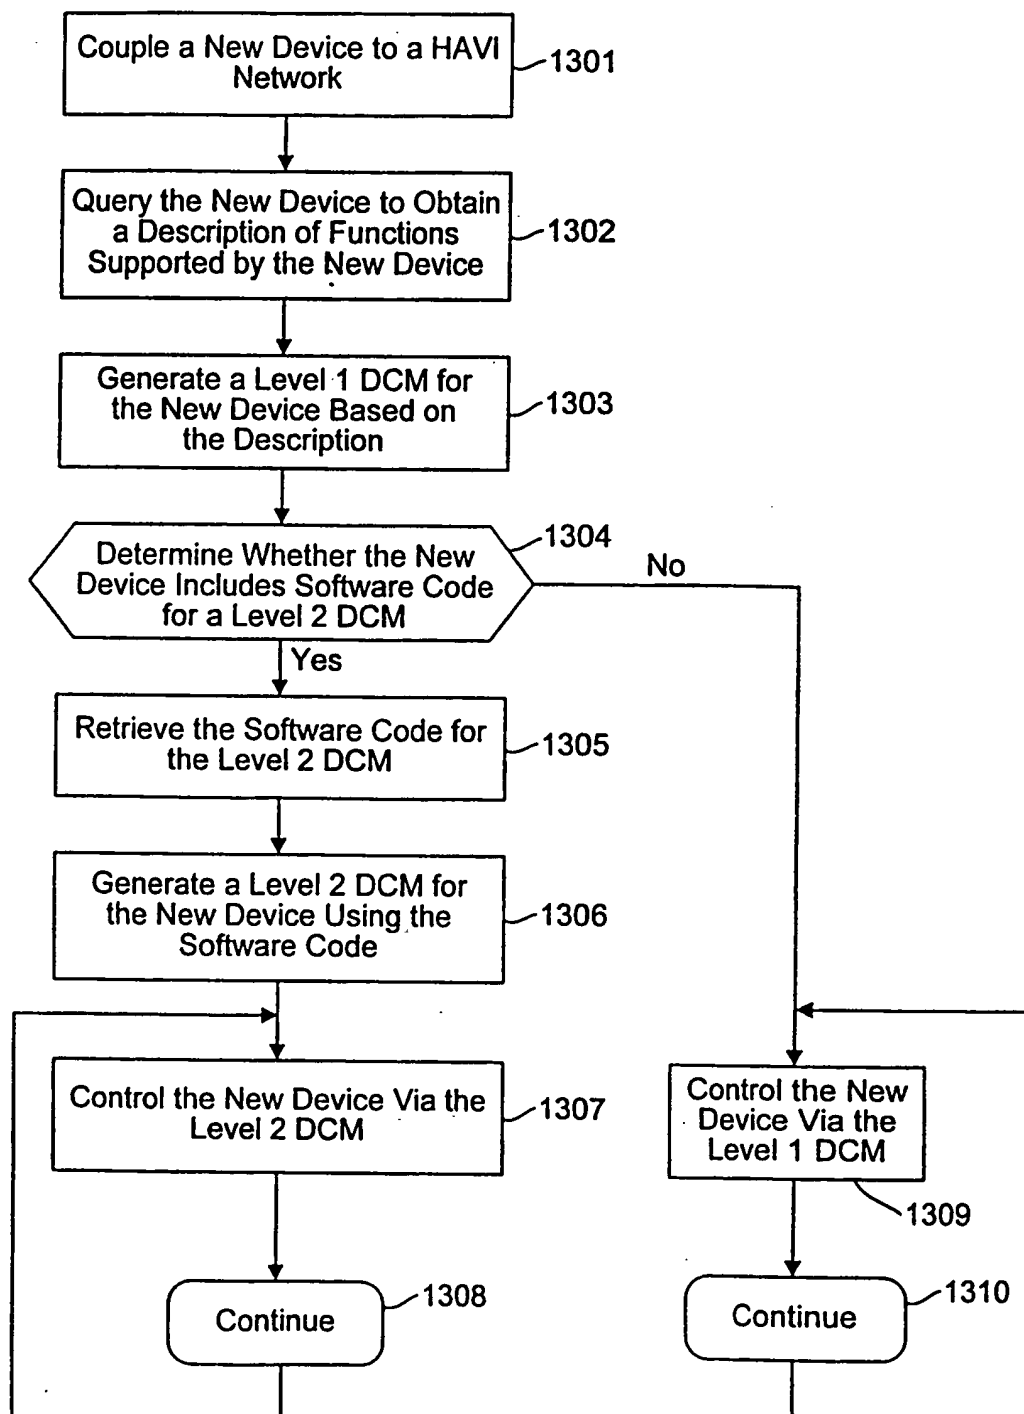 Couple a New Device to a HAVI
Network
1301
Query the New Device to Obtain
a Description of Functions
Supported by the New Device
1302
Generate a Level 1 DCM for
the New Device Based on
the Description
1303
Determine Whether the New
Device Includes Software Code
for a Level 2 DCM
1304
No
Yes
Retrieve the Software Code for
the Level 2 DCM
1305
Generate a Level 2 DCM for
the New Device Using the
Software Code
1306
Control the New Device Via the
Level 2 DCM
1307
Control the New
Device Via the
Level 1 DCM
1309
Continue
1308
Continue
1310